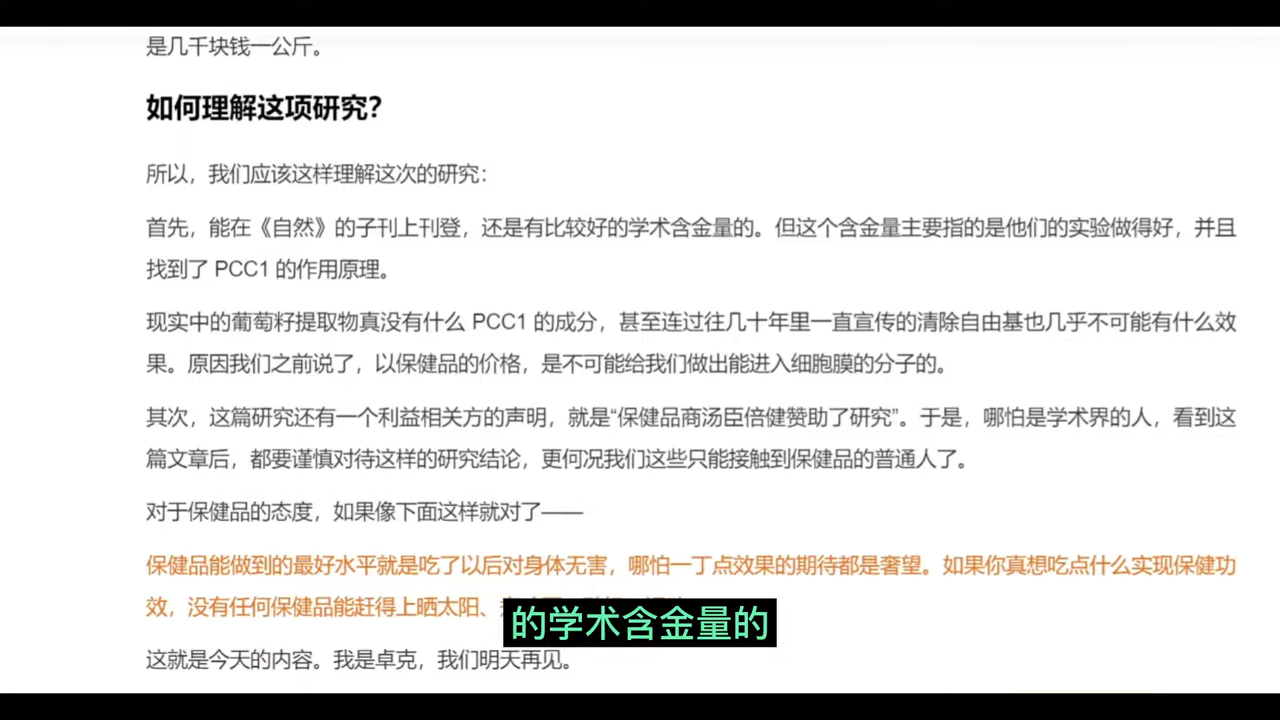 是几千块钱一公斤。
如何理解这项研究？
所以，我们应该这样理解这次的研究：
首先，能在《自然》的子刊上刊登，还是有比较好的学术含金量的。但这个含金量主要指的是他们的实验做得好，并且
找到了 PCC1 的作用原理。
现实中的葡萄籽提取物真没有什么 PCC1 的成分，甚至连过往几十年里一直宣传的清除自由基也几乎不可能有什么效
果。原因我们之前说了，以保健品的价格，是不可能给我们做出能进入细胞膜的分子的。
其次，这篇研究还有一个利益相关方的声明，就是“保健品商汤臣倍健赞助了研究”。于是，哪怕是学术界的人，看到这
篇文章后，都要谨慎对待这样的研究结论，更何况我们这些只能接触到保健品的普通人了。
对于保健品的态度，如果像下面这样就对了——
保健品能做到的最好水平就是吃了以后对身体无害，哪怕一丁点效果的期待都是奢望。如果你真想吃点什么实现保健功
效，没有任何保健品能赶得上晒太阳、
的学术含金量的
这就是今天的内容。我是卓克，我们明天再见。